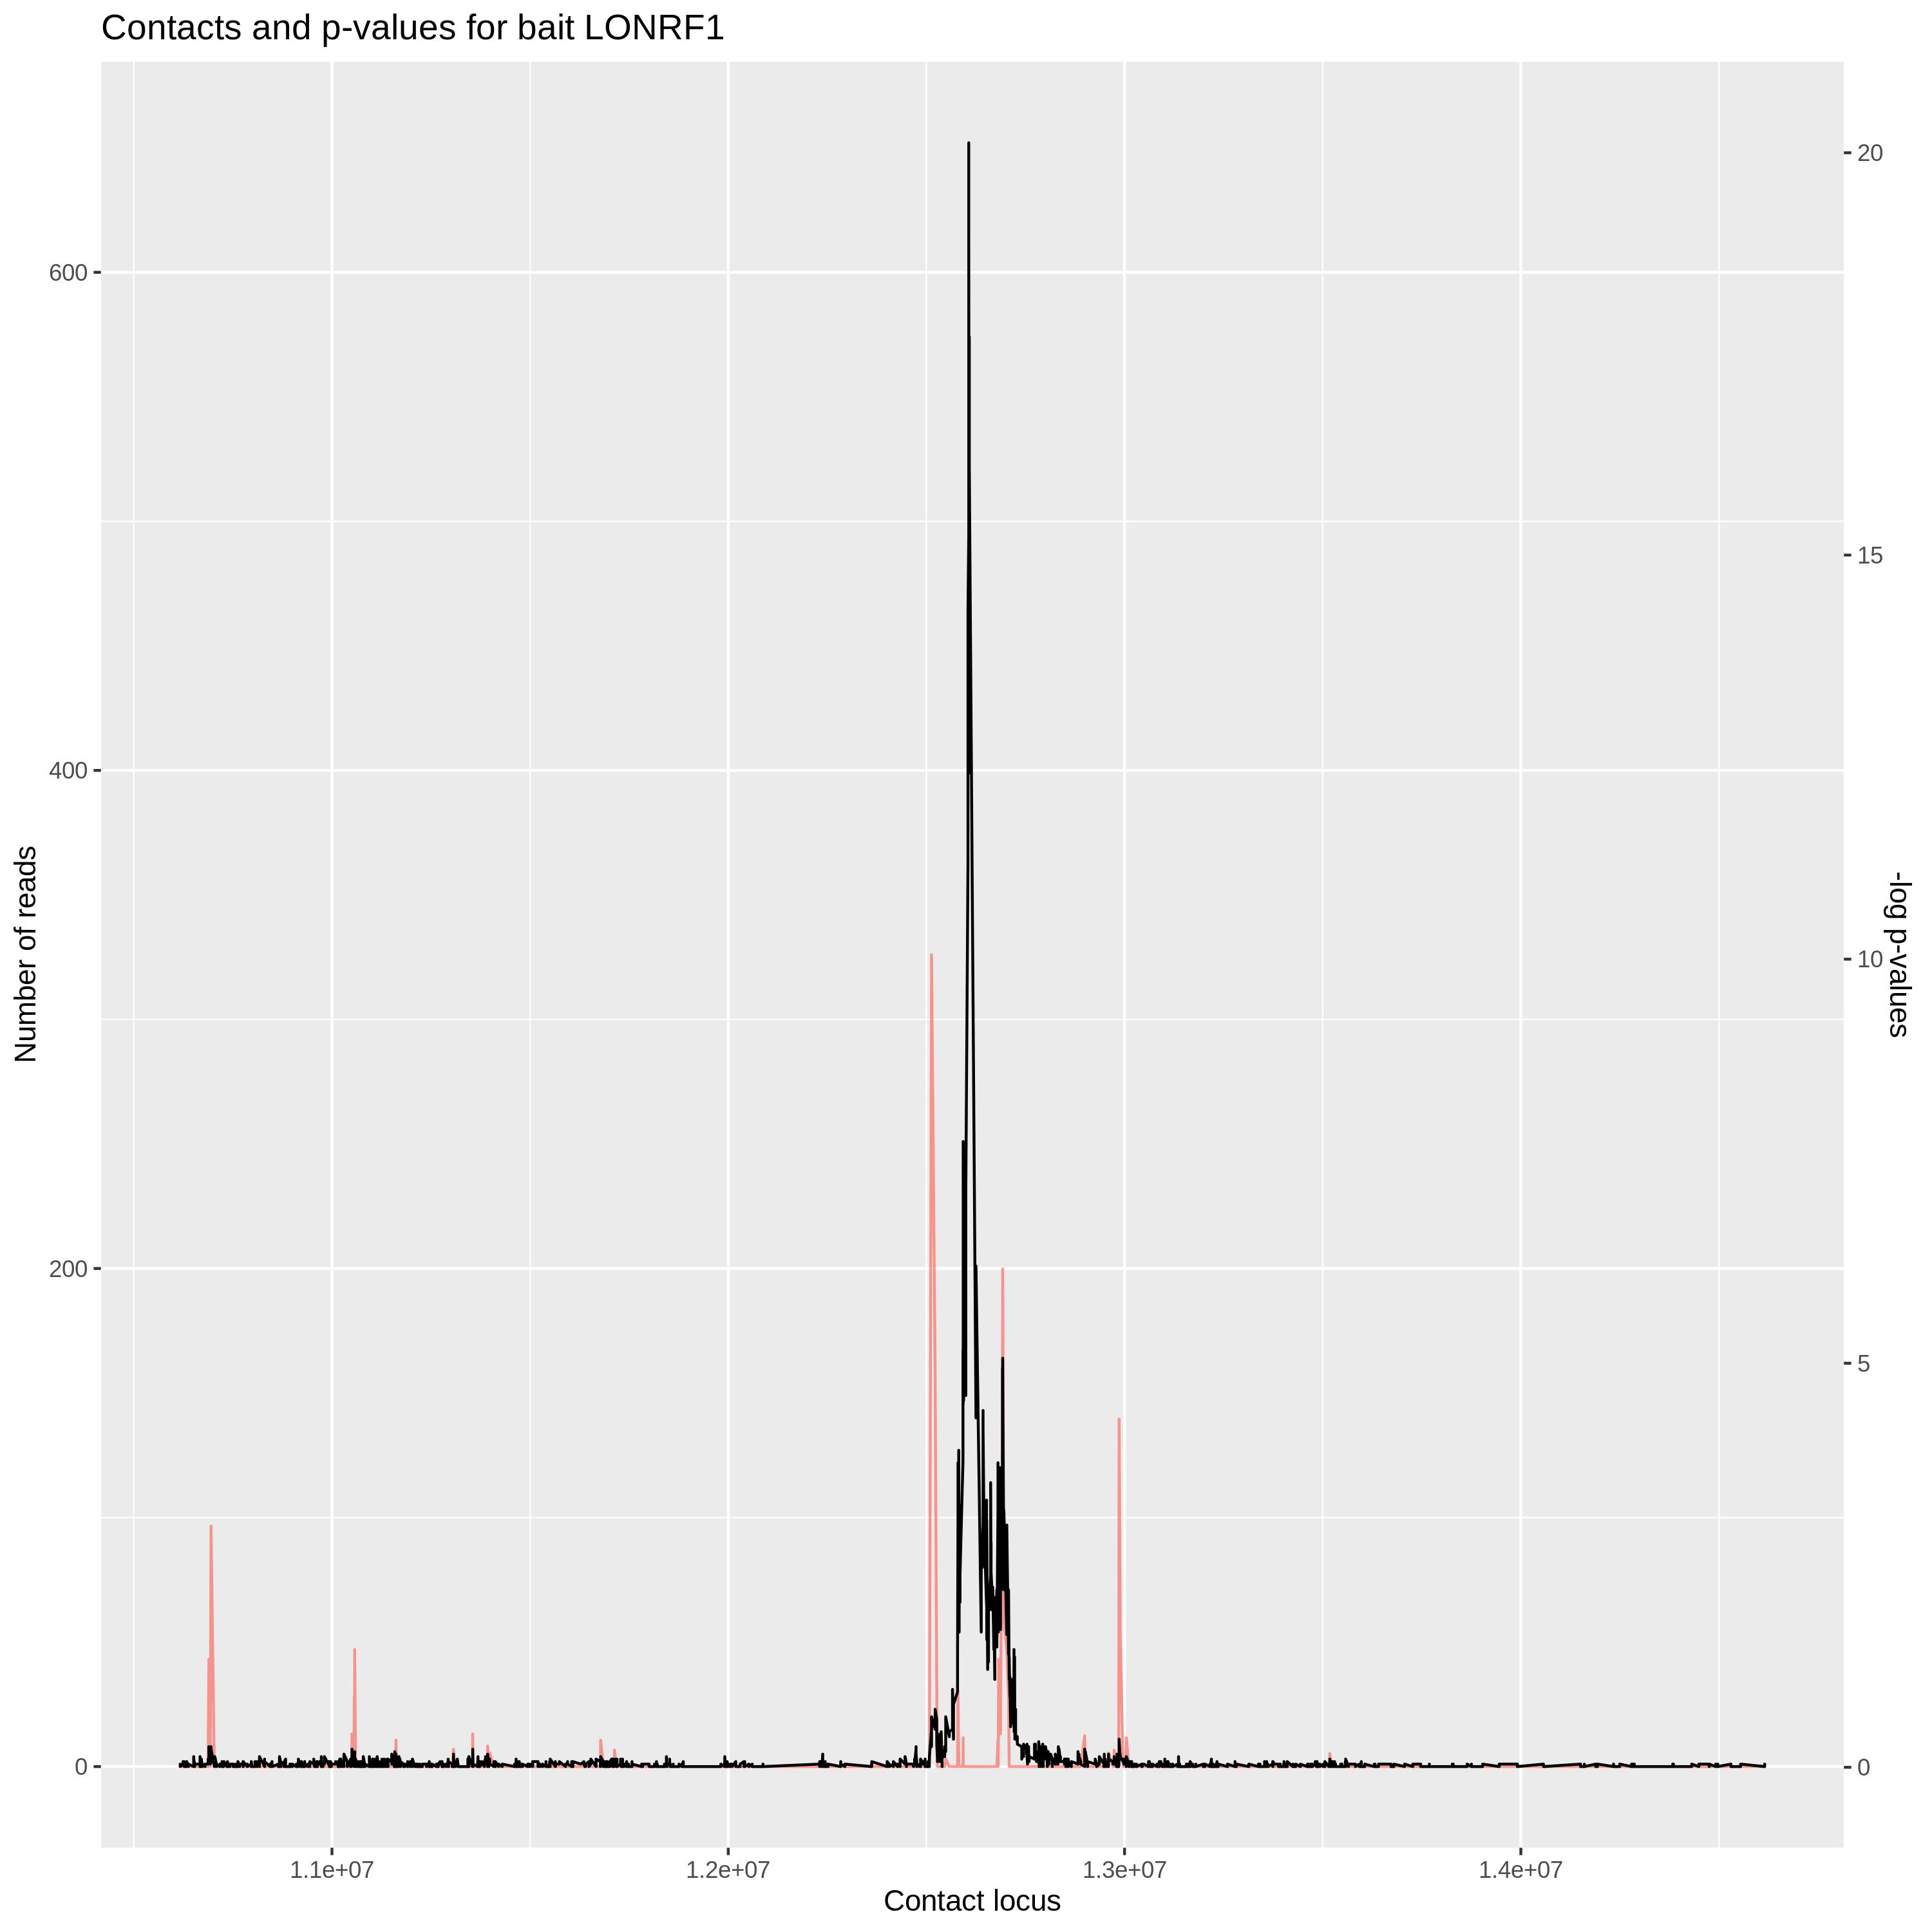 Contacts and p-values for bait LONRF1
Number of reads
600
400
200
0
20
15
10
5
0
-log p-values
1.1e+07 1.2e+07 1.3e+07 1.4e+07
Contact locus